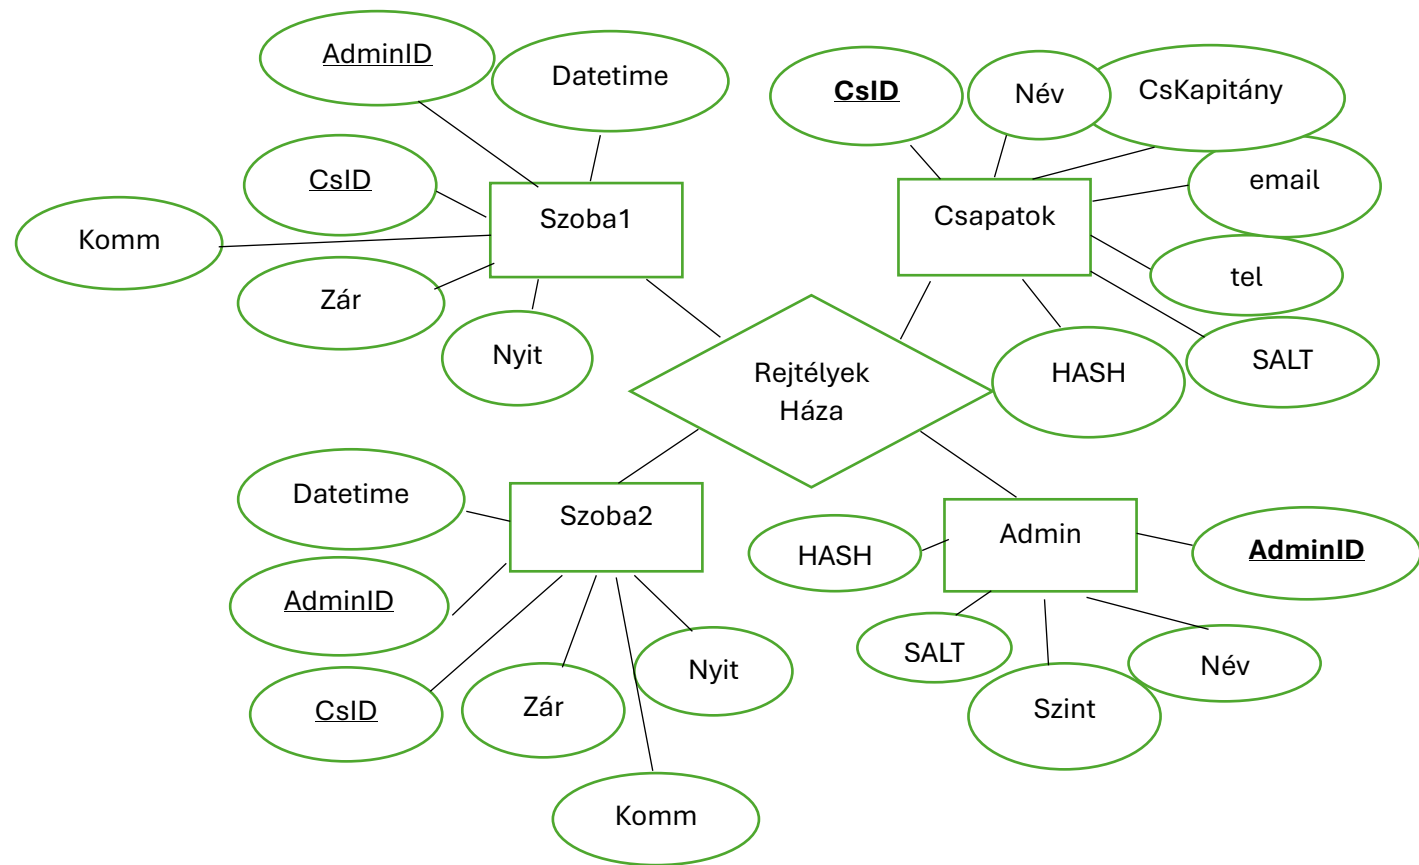 AdminID
Datetime
CsID
Komm
Szoba1
Zár
Nyit
CsID
Név
CsKapitány
email
Csapatok
tel
SALT
HASH
Rejtélyek
Háza
Datetime
Szoba2
AdminID
CsID
Zár
Nyit
Komm
HASH
Admin
AdminID
SALT
Szint
Név